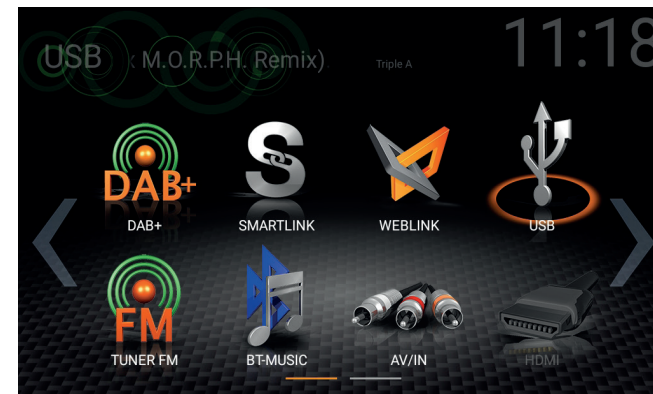 USB x M.O.R.P.H. Remix) Triple A 11:18
DAB+ S
DAB+ SMARTLINK WEBLINK USB
FM
TUNER FM BT-MUSIC AV/IN HDMI